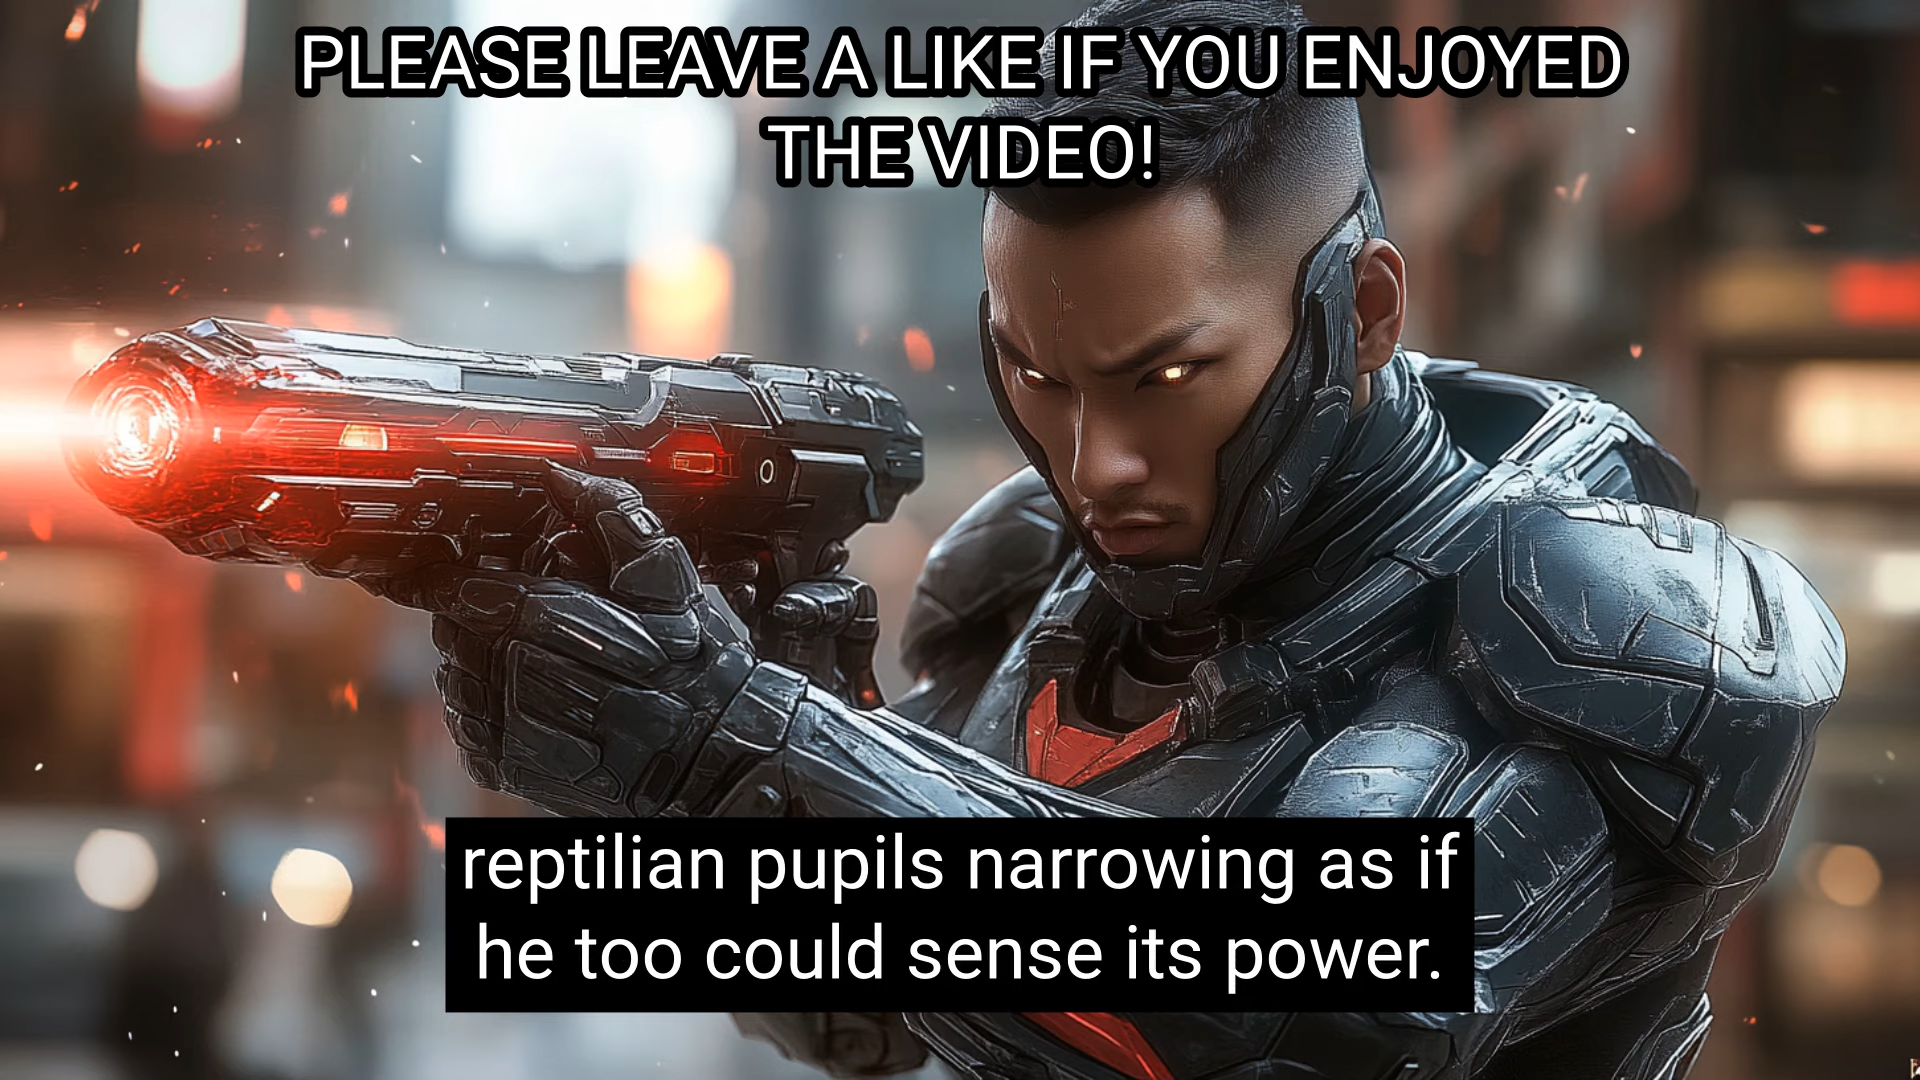 PLEASE LEAVE A LIKE IF YOU ENJOYED
THE VIDEO!
reptilian pupils narrowing as if
he too could sense its power.